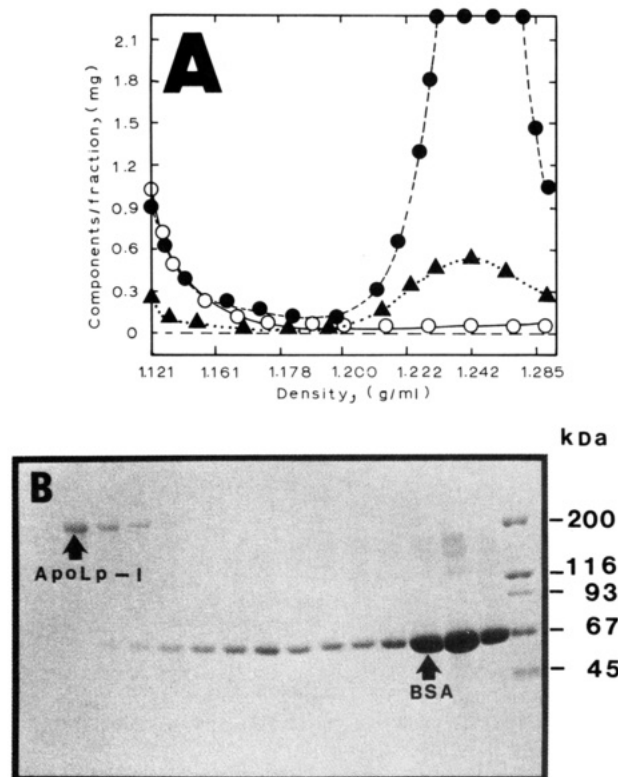 A
Components/fraction, (mg)
2.1
1.8
1.5
1.2
0.9
0.6
0.3
0
1.121 1.161 1.178 1.200 1.222 1.242 1.285
Density, (g/ml)
kDa
B
ApoLp-I
BSA
-200
-116
-93
-67
-45